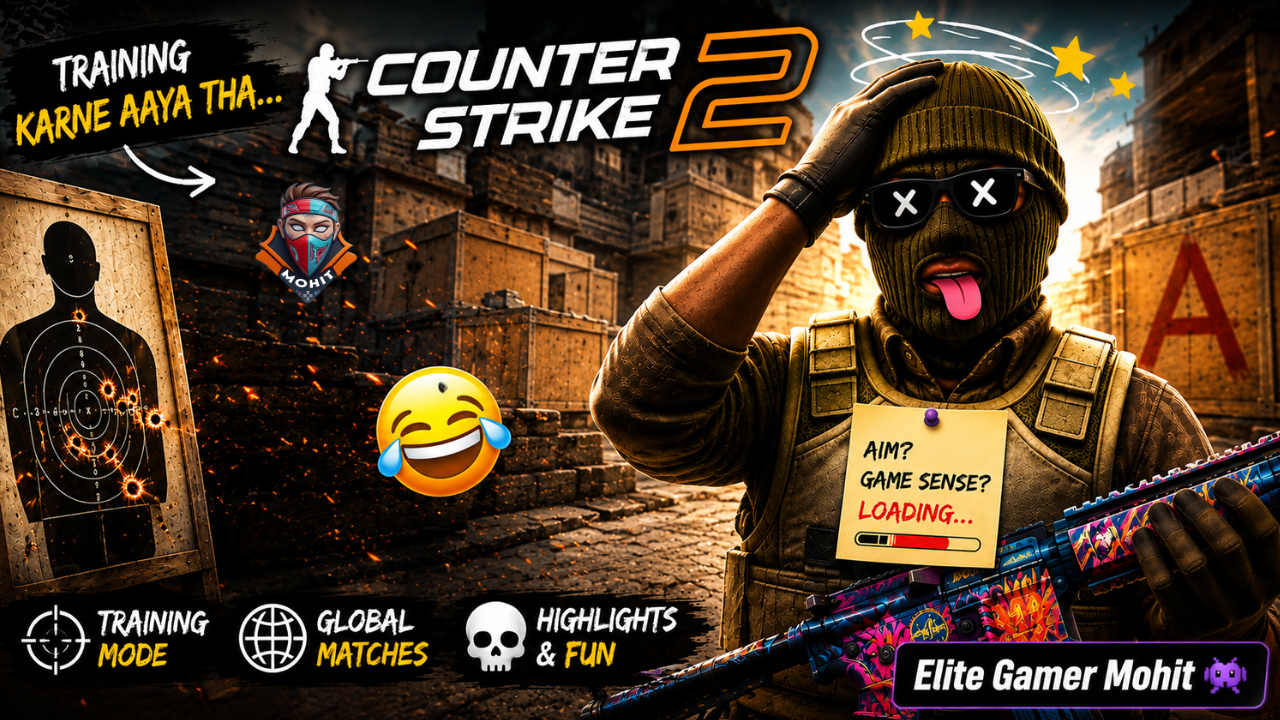 TRAINING
KARNE AAYA THA...
COUNTER
STRIKE 2
MOHIT
A
AIM?
GAME SENSE?
LOADING...
TRAINING
MODE
GLOBAL
MATCHES
HIGHLIGHTS
& FUN
Elite Gamer Mohit